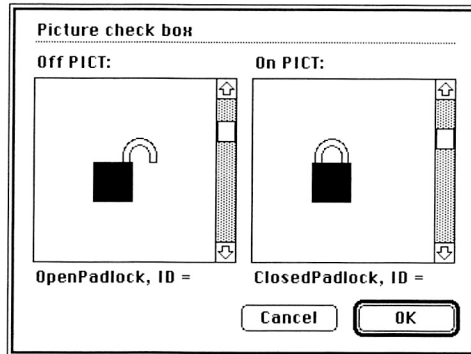 Picture check box
Off PICT:
On PICT:
OpenPadlock, ID =
ClosedPadlock, ID =
Cancel
OK